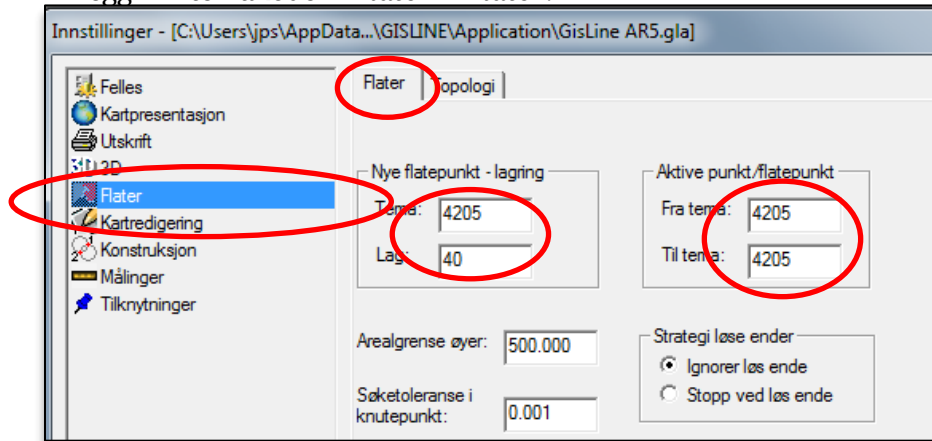 Innstillinger - [C:\Users\jps\AppData...\GISLINE\Application\GisLine AR5.gla]
Felles
Kartpresentasjon
Utskrift
3D
Flater
Kartredigering
Konstruksjon
Målinger
Tilknytninger
Flater Topologi
Nye flatepunkt - lagring
Tema: 4205
Lag: 40
Aktive punkt/flatepunkt
Fra tema: 4205
Til tema: 4205
Arealgrense øyer: 500.000
Søketoleranse i
knutepunkt: 0.001
Strategi løse ender
Ignorer løs ende
Stopp ved løs ende